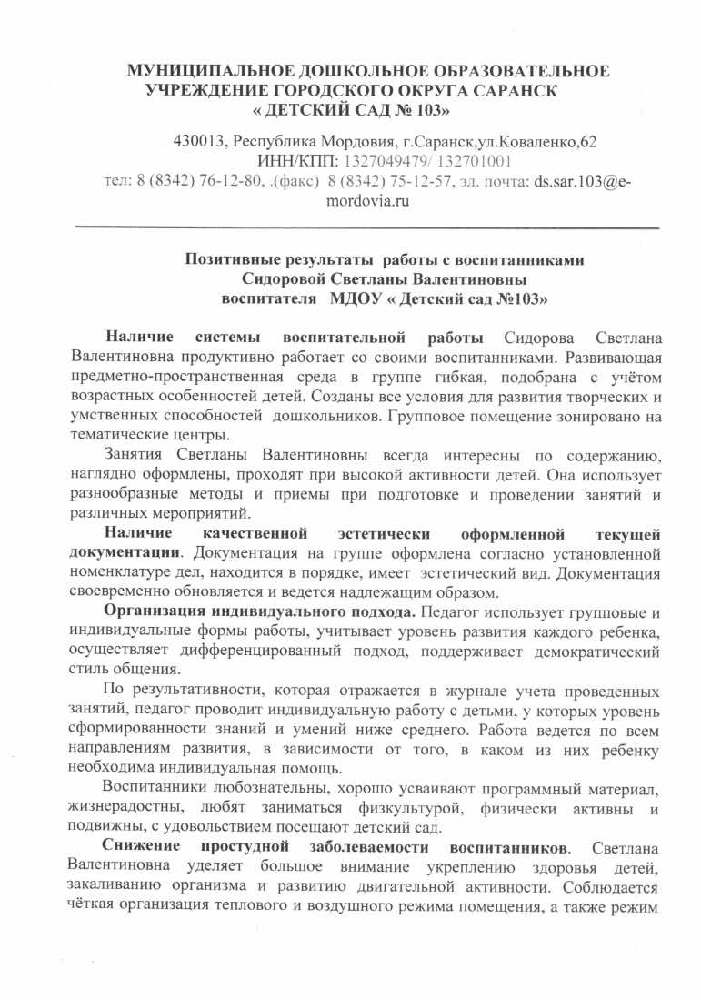 МУНИЦИПАЛЬНОЕ ДОШКОЛЬНОЕ ОБРАЗОВАТЕЛЬНОЕ
УЧРЕЖДЕНИЕ ГОРОДСКОГО ОКРУГА САРАНСК
« ДЕТСКИЙ САД № 103»
430013, Республика Мордовия, г.Саранск,ул.Коваленко,62
ИНН/КПП: 1327049479/ 132701001
тел: 8 (8342) 76-12-80, .(факс) 8 (8342) 75-12-57, эл. почта: ds.sar.103@e-
mordovia.ru
Позитивные результаты работы с воспитанниками
Сидоровой Светланы Валентиновны
воспитателя МДОУ « Детский сад №103»
Наличие системы воспитательной работы Сидорова Светлана
Валентиновна продуктивно работает со своими воспитанниками. Развивающая
предметно-пространственная среда в группе гибкая, подобрана с учётом
возрастных особенностей детей. Созданы все условия для развития творческих и
умственных способностей дошкольников. Групповое помещение зонировано на
тематические центры.
Занятия Светланы Валентиновны всегда интересны по содержанию,
наглядно оформлены, проходят при высокой активности детей. Она использует
разнообразные методы и приемы при подготовке и проведении занятий и
различных мероприятий.
Наличие качественной эстетически оформленной текущей
документации. Документация на группе оформлена согласно установленной
номенклатуре дел, находится в порядке, имеет эстетический вид. Документация
своевременно обновляется и ведется надлежащим образом.
Организация индивидуального подхода. Педагог использует групповые и
индивидуальные формы работы, учитывает уровень развития каждого ребенка,
осуществляет дифференцированный подход, поддерживает демократический
стиль общения.
По результативности, которая отражается в журнале учета проведенных
занятий, педагог проводит индивидуальную работу с детьми, у которых уровень
сформированности знаний и умений ниже среднего. Работа ведется по всем
направлениям развития, в зависимости от того, в каком из них ребенку
необходима индивидуальная помощь.
Воспитанники любознательны, хорошо усваивают программный материал,
жизнерадостны, любят заниматься физкультурой, физически активны и
подвижны, с удовольствием посещают детский сад.
Снижение простудной заболеваемости воспитанников. Светлана
Валентиновна уделяет большое внимание укреплению здоровья детей,
закаливанию организма и развитию двигательной активности. Соблюдается
чёткая организация теплового и воздушного режима помещения, а также режим